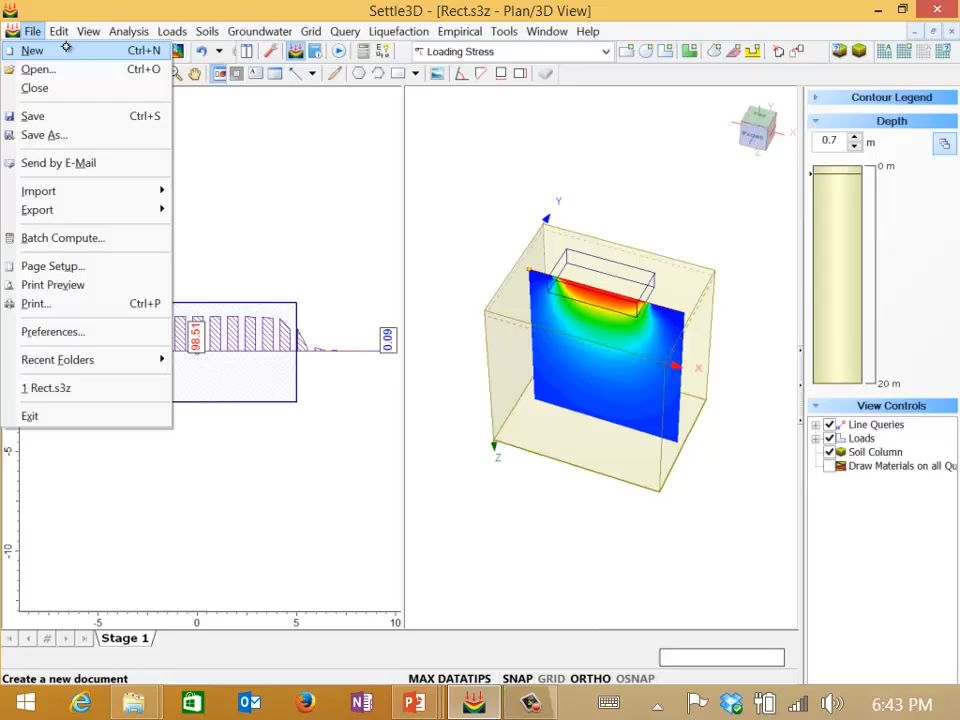 Settle3D - [Rect.s3z - Plan/3D View]
File Edit View Analysis Loads Soils Groundwater Grid Query Liquefaction Empirical Tools Window Help
New Ctrl+N
Open... Ctrl+O
Close
Save Ctrl+S
Save As...
Send by E-Mail
Import
Export
Batch Compute...
Page Setup...
Print Preview
Print... Ctrl+P
Preferences...
Recent Folders
1 Rect.s3z
Exit
Loading Stress
98.51
0.09
-5
-10
-5 0 5 10
Y
X
Z
Y
X
Z
Contour Legend
Depth
0.7 m
0 m
20 m
View Controls
Line Queries
Loads
Soil Column
Draw Materials on all Qu
Stage 1
Create a new document
MAX DATATIPS SNAP GRID ORTHO OSNAP
6:43 PM